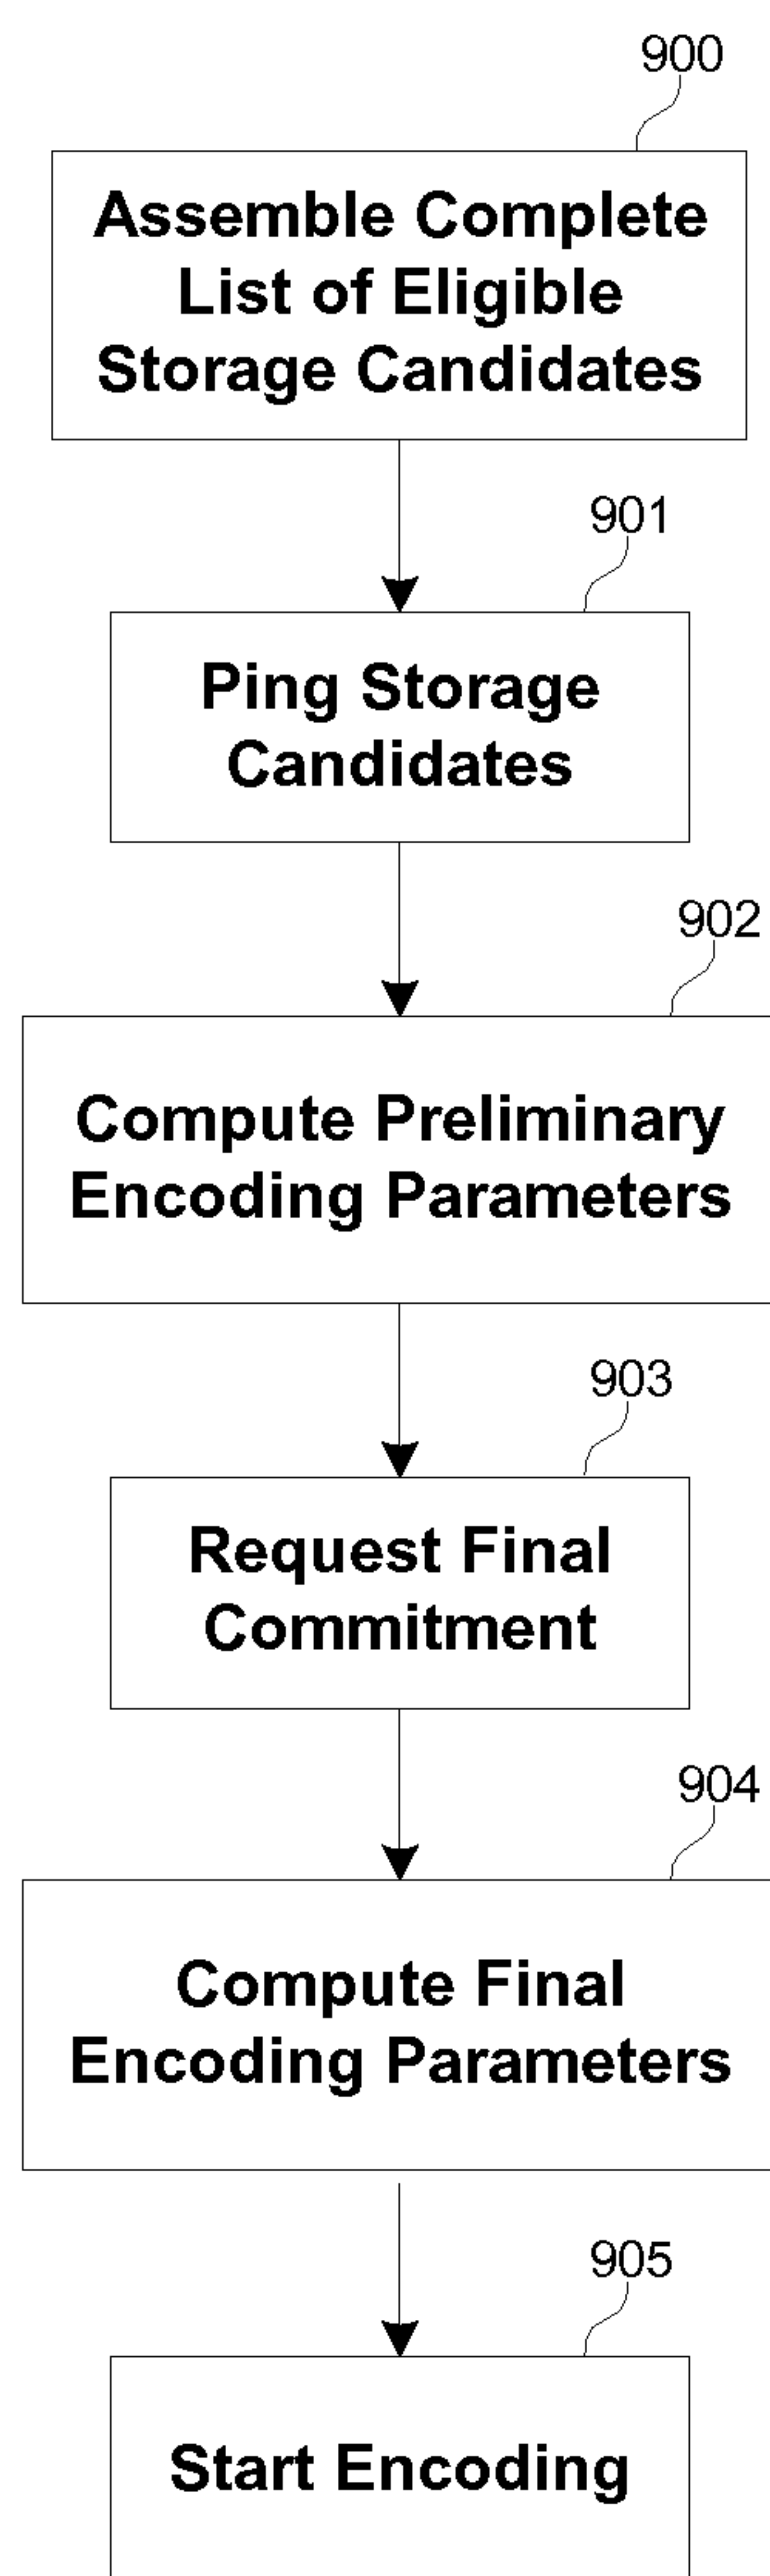 900
Assemble Complete
List of Eligible
Storage Candidates
901
Ping Storage
Candidates
902
Compute Preliminary
Encoding Parameters
903
Request Final
Commitment
904
Compute Final
Encoding Parameters
905
Start Encoding